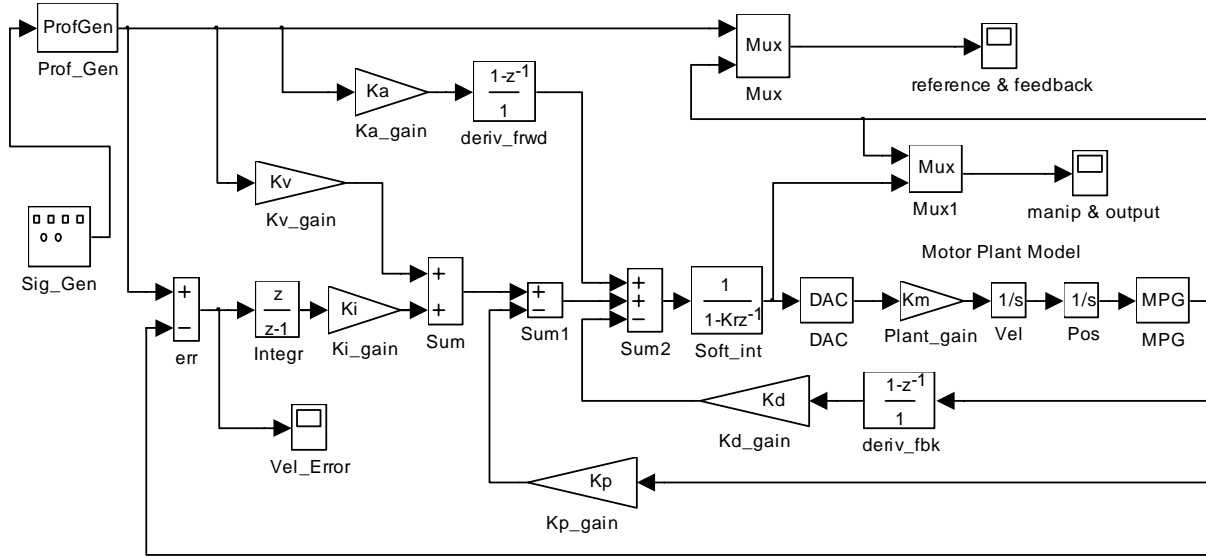 ProfGen
Prof_Gen
Mux
Mux
reference & feedback
Ka
Ka_gain
1-z⁻¹
1
deriv_frwd
Mux
Mux1
manip & output
Kv
Kv_gain
Sig_Gen
Motor Plant Model
+
−
err
z
z-1
Integr
Ki
Ki_gain
+
+
Sum
+
−
Sum1
+
+
−
Sum2
1
1-Krz⁻¹
Soft_int
DAC
DAC
Km
Plant_gain
1/s
Vel
1/s
Pos
MPG
MPG
Vel_Error
Kd
Kd_gain
1-z⁻¹
1
deriv_fbk
Kp
Kp_gain